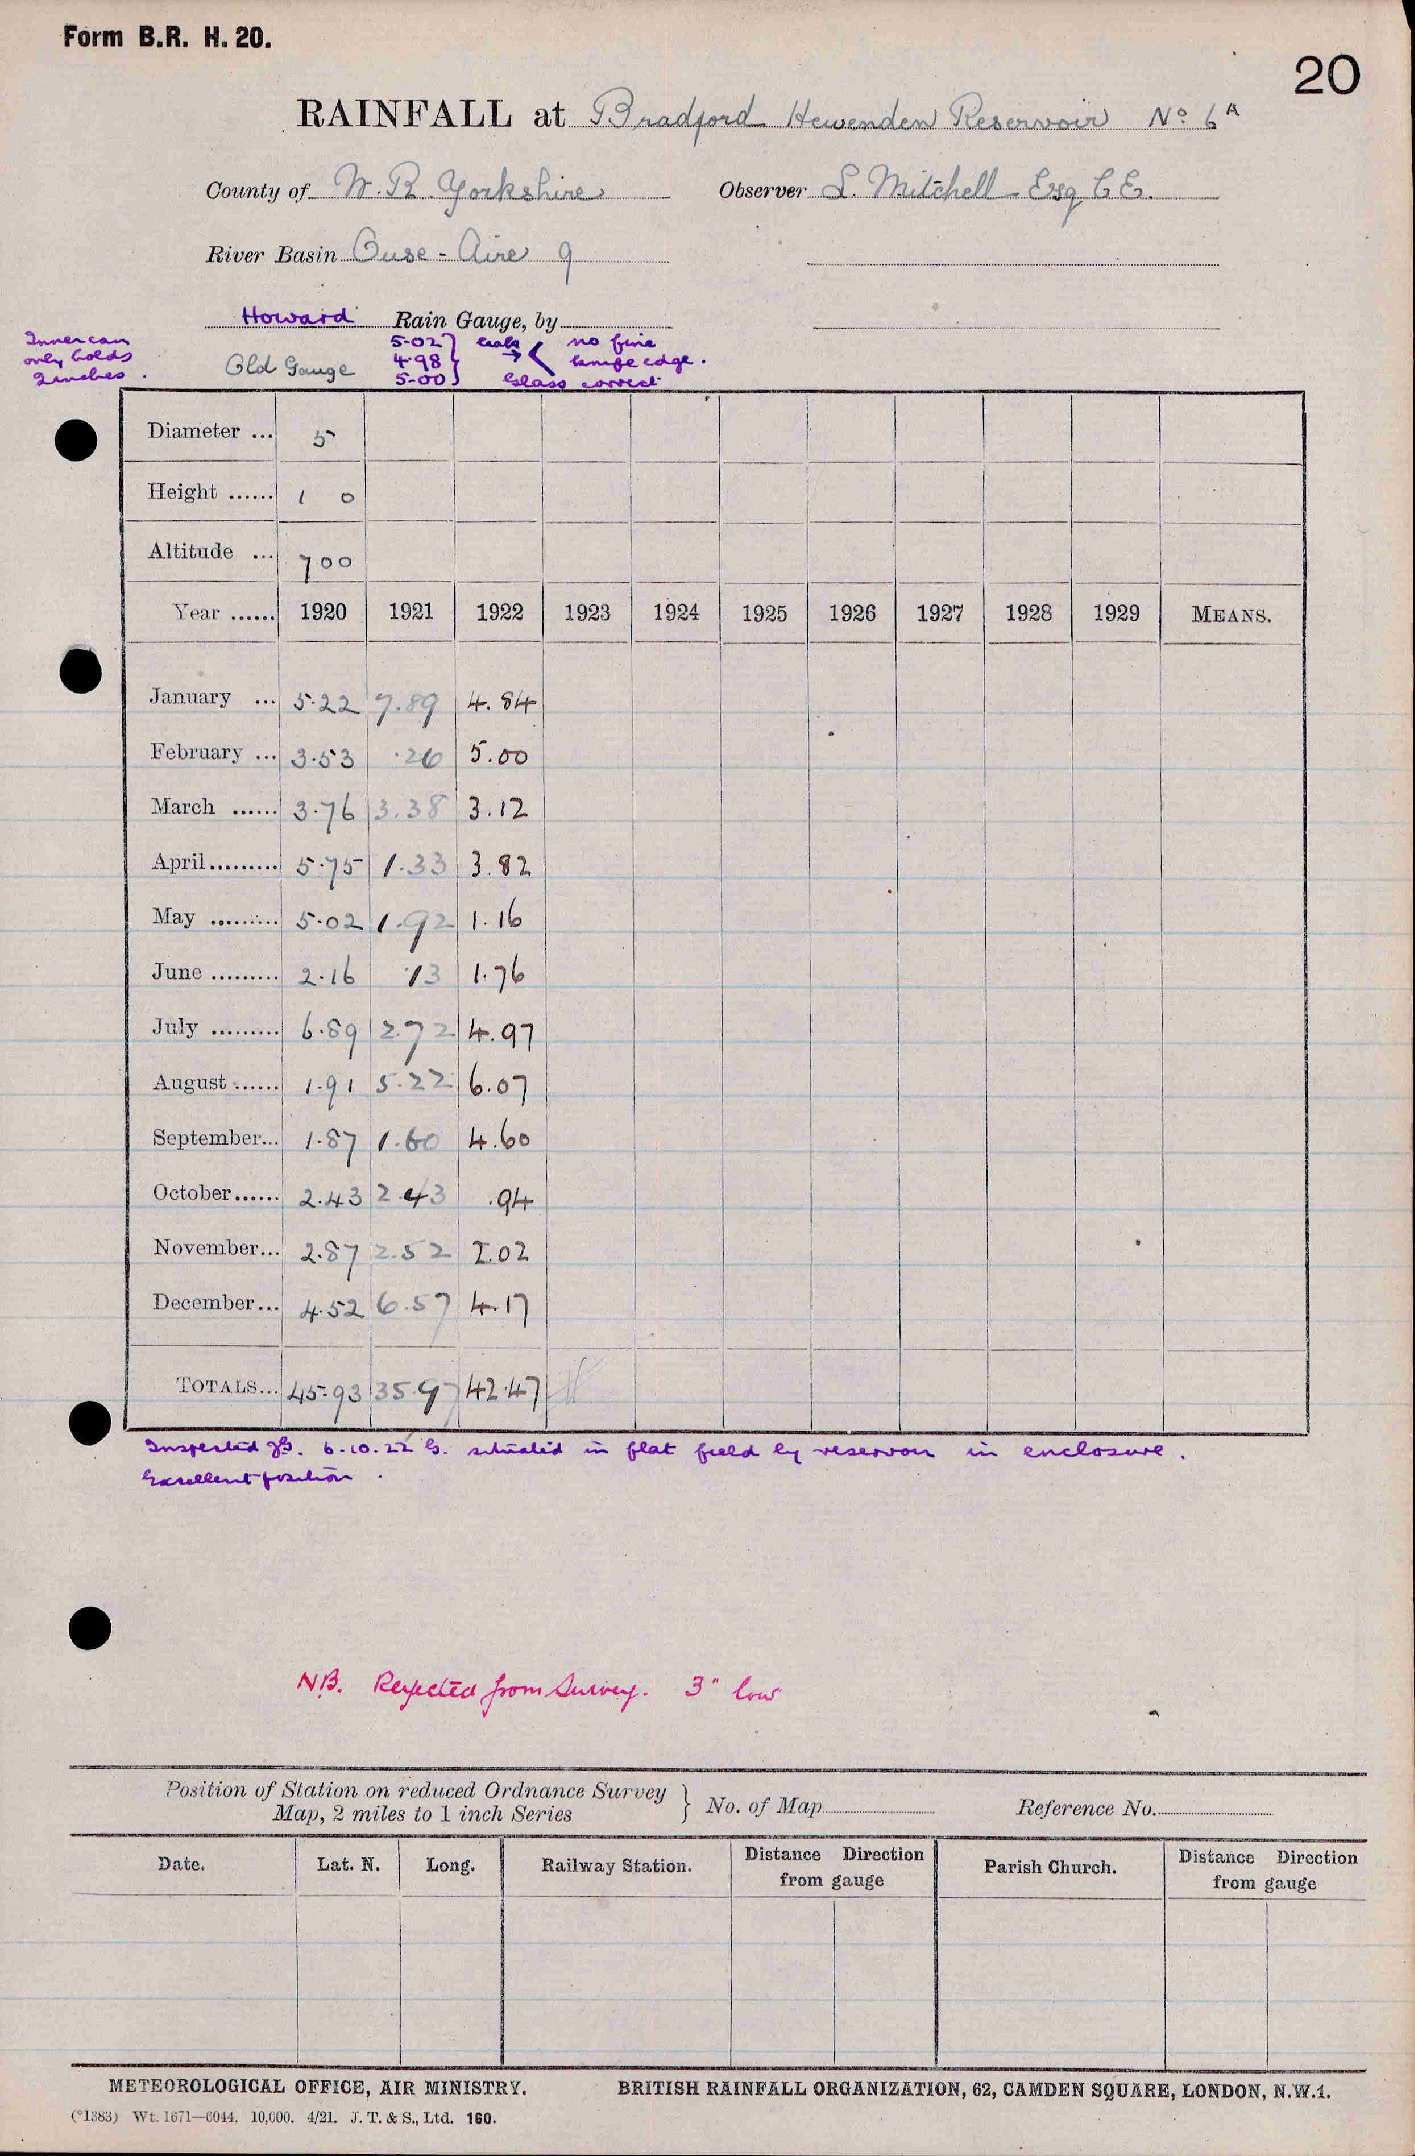 Form B.R. H. 20.
20
RAINFALL at Bradford Hewenden Reservoir No 6A
County of W. R. Yorkshire Observer L. Mitchell Esq C.E.
River Basin Ouse - Aire 9
Howard Rain Gauge, by
Inner can only holds 2 inches.
Old Gauge
5.02 no fine
4.98 knife edge.
5.00 Glass correct
Diameter ... 5
Height ...... 1 0
Altitude ... 700
Year ...... 1920 1921 1922 1923 1924 1925 1926 1927 1928 1929 MEANS.
January ... 5.22 7.89 4.84
February ... 3.53 .26 5.00
March ...... 3.76 3.38 3.12
April......... 5.75 1.33 3.82
May ......... 5.02 1.92 1.16
June ......... 2.16 .13 1.76
July ......... 6.89 2.72 4.97
August ...... 1.91 5.22 6.07
September... 1.87 1.60 4.60
October...... 2.43 2.43 .94
November... 2.87 2.52 2.02
December... 4.52 6.57 4.17
TOTALS... 45.93 35.97 42.47
Inspected 6.10.22 G. situated in flat field by reservoir in enclosure.
Excellent position.
NB. Rejected from Survey. 3" low
Position of Station on reduced Ordnance Survey
Map, 2 miles to 1 inch Series } No. of Map Reference No.
Date. Lat. N. Long. Railway Station. Distance Direction from gauge Parish Church. Distance Direction from gauge
METEOROLOGICAL OFFICE, AIR MINISTRY. BRITISH RAINFALL ORGANIZATION, 62, CAMDEN SQUARE, LONDON, N.W.1.
(*1383) Wt. 1671—6044. 10,000. 4/21. J. T. & S., Ltd. 160.